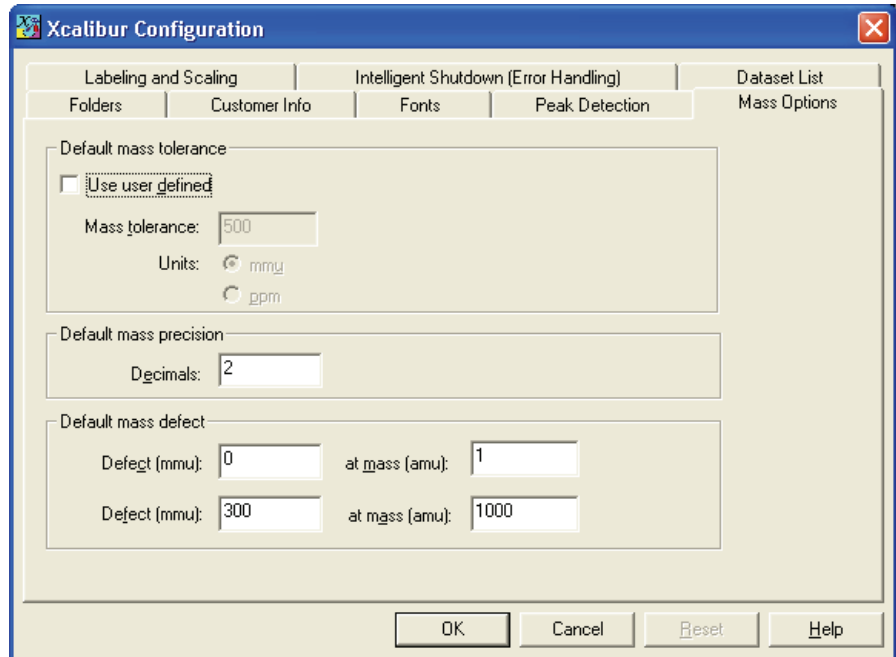 Xcalibur Configuration
Labeling and Scaling
Intelligent Shutdown (Error Handling)
Dataset List
Folders
Customer Info
Fonts
Peak Detection
Mass Options
Default mass tolerance
Use user defined
Mass tolerance: 500
Units: mmu
ppm
Default mass precision
Decimals: 2
Default mass defect
Defect (mmu): 0 at mass (amu): 1
Defect (mmu): 300 at mass (amu): 1000
OK Cancel Reset Help